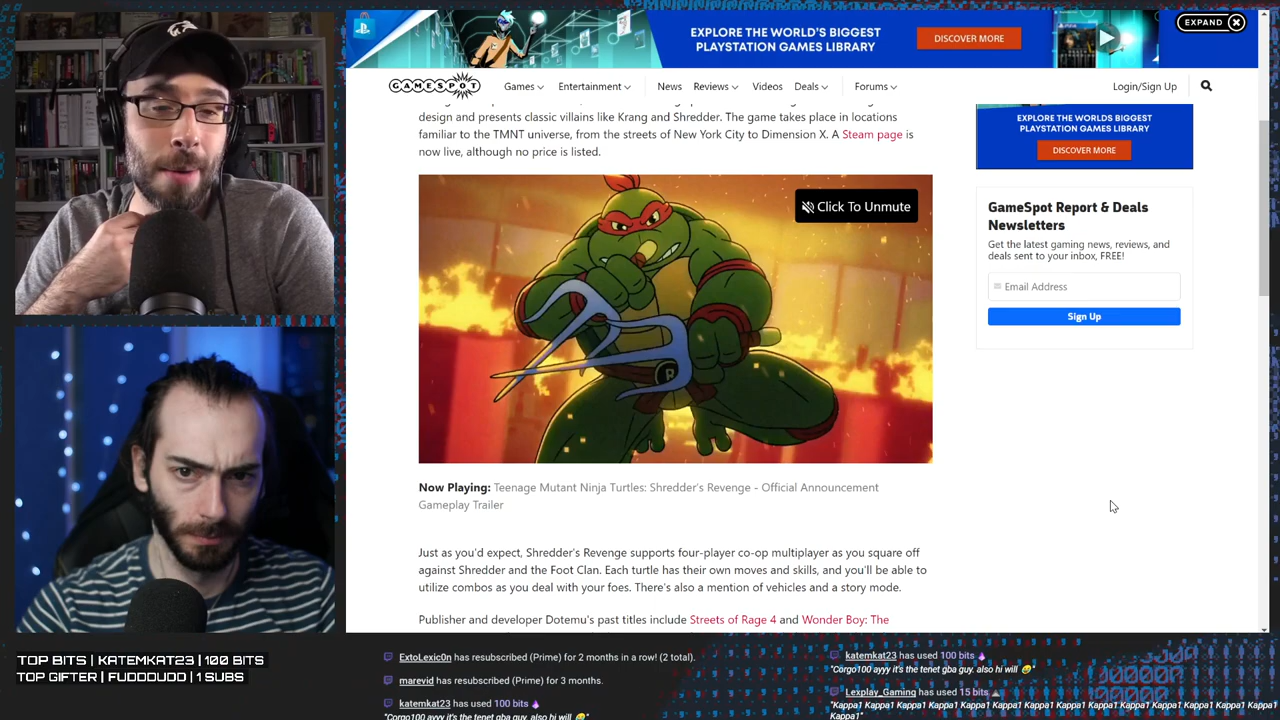 EXPLORE THE WORLD'S BIGGEST
PLAYSTATION GAMES LIBRARY
DISCOVER MORE
EXPAND
GAMESPOT
Games
Entertainment
News
Reviews
Videos
Deals
Forums
Login/Sign Up
design and presents classic villains like Krang and Shredder. The game takes place in locations
familiar to the TMNT universe, from the streets of New York City to Dimension X. A Steam page is
now live, although no price is listed.
Click To Unmute
R
Now Playing: Teenage Mutant Ninja Turtles: Shredder's Revenge - Official Announcement
Gameplay Trailer
Just as you'd expect, Shredder's Revenge supports four-player co-op multiplayer as you square off
against Shredder and the Foot Clan. Each turtle has their own moves and skills, and you'll be able to
utilize combos as you deal with your foes. There's also a mention of vehicles and a story mode.
Publisher and developer Dotemu's past titles include Streets of Rage 4 and Wonder Boy: The
EXPLORE THE WORLD'S BIGGEST
PLAYSTATION GAMES LIBRARY
DISCOVER MORE
GameSpot Report & Deals
Newsletters
Get the latest gaming news, reviews, and
deals sent to your inbox, FREE!
Email Address
Sign Up
TOP BITS | KATEMKAT23 | 100 BITS
TOP GIFTER | FUDDDUDD | 1 SUBS
ExtoLexic0n has resubscribed (Prime) for 2 months in a row! (2 total).
marevid has resubscribed (Prime) for 3 months.
katemkat23 has used 100 bits
"Corgo100 ayyy it's the tenet gba guy. also hi will
katemkat23 has used 100 bits
"Corgo100 ayyy it's the tenet gba guy. also hi will "
Lexplay_Gaming has used 15 bits
"Kappa1 Kappa1 Kappa1 Kappa1 Kappa1 Kappa1 Kappa1 Kappa1 Kappa1 Kappa1 Kappa1
Kappa1"